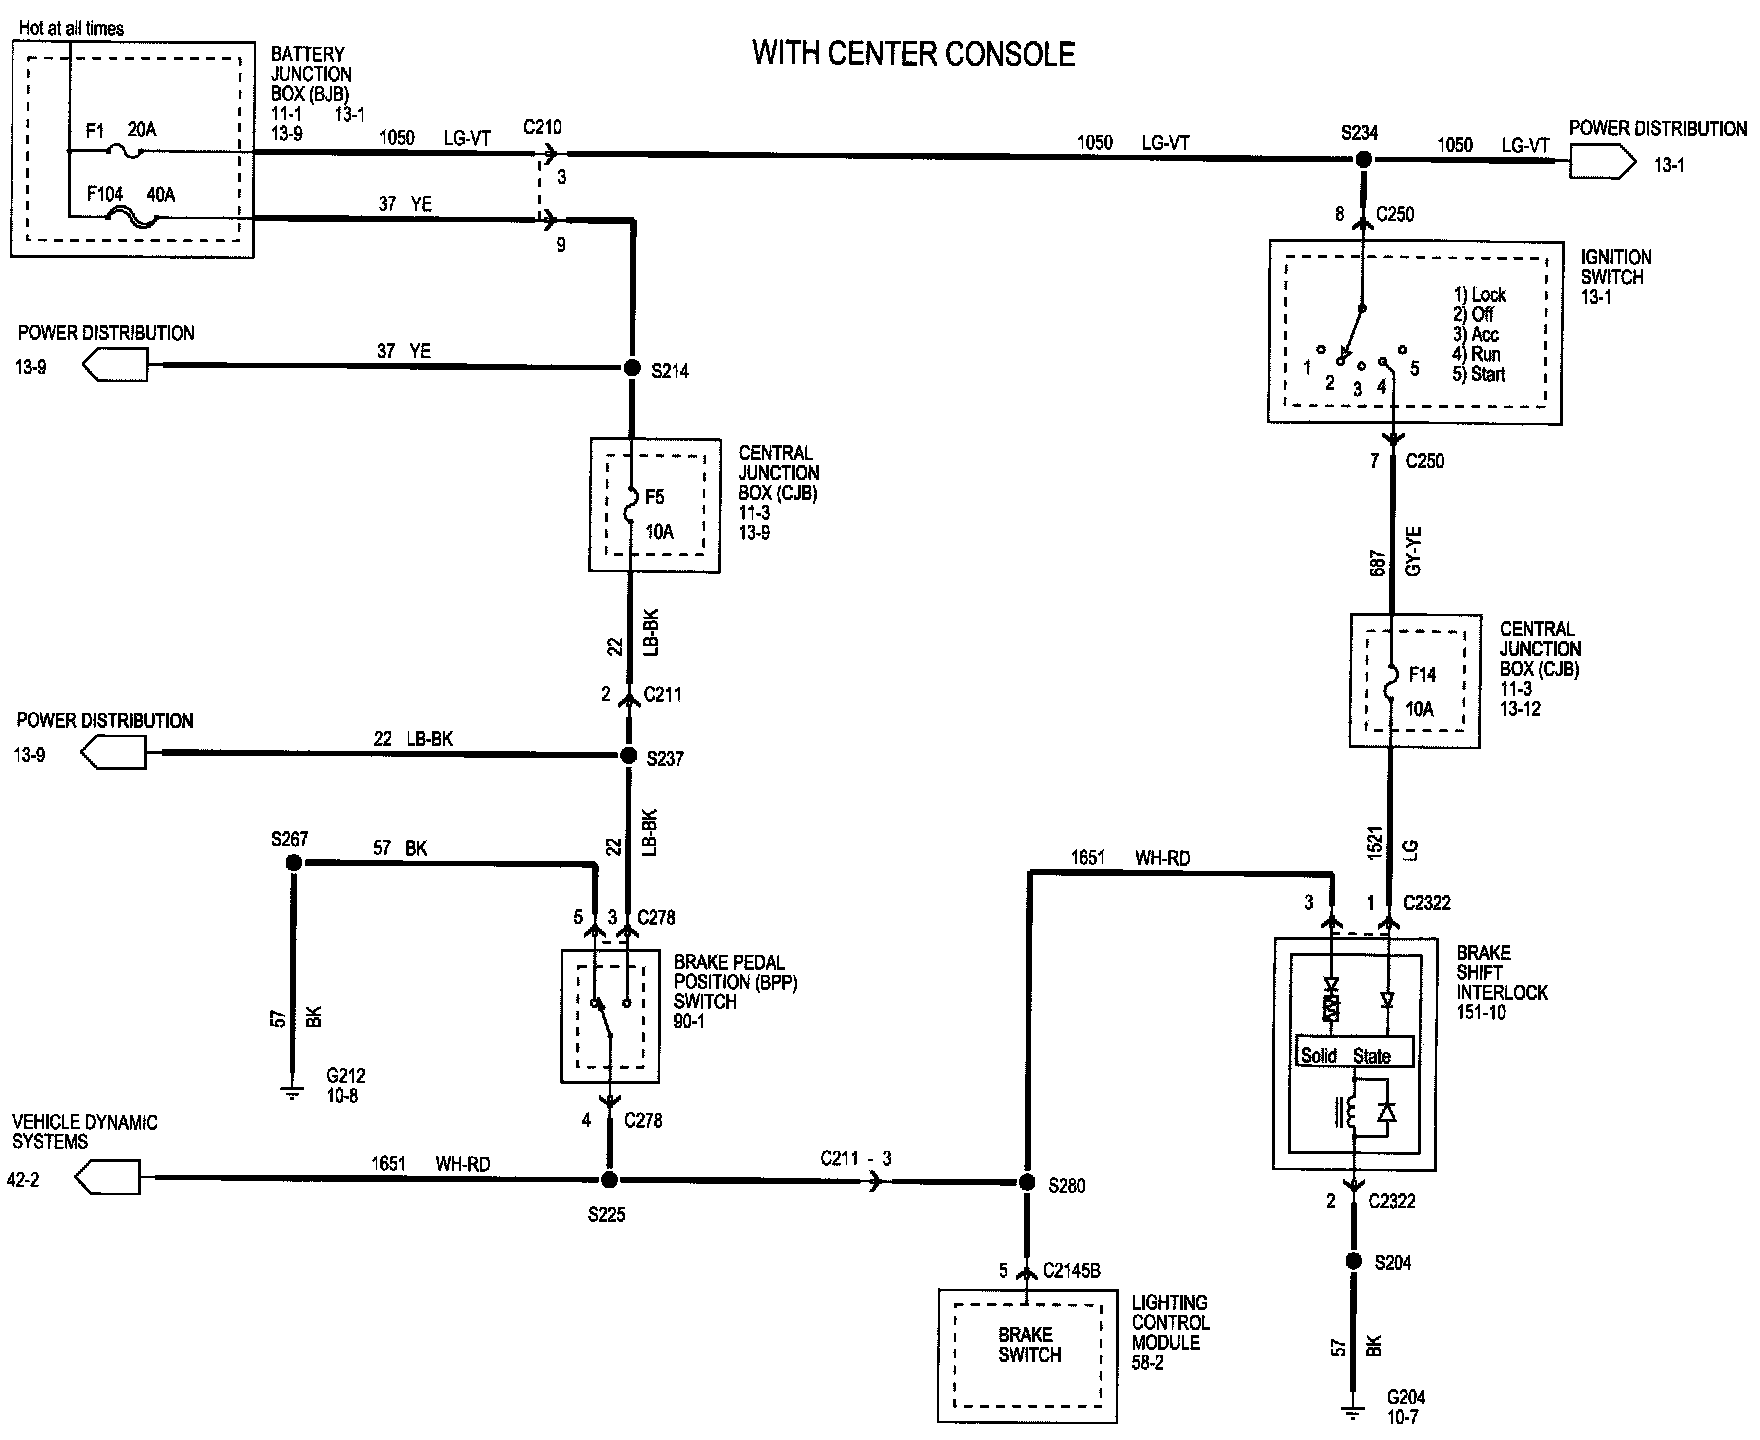 Hot at all times
WITH CENTER CONSOLE
BATTERY
JUNCTION
BOX (BJB)
11-1 13-1
13-9
F1 20A
1050 LG-VT
C210
3
1050 LG-VT
S234
1050 LG-VT
POWER DISTRIBUTION
13-1
F104 40A
37 YE
9
8 C250
IGNITION
SWITCH
13-1
1) Lock
2) Off
3) Acc
4) Run
5) Start
1
2
3
4
5
POWER DISTRIBUTION
13-9
37 YE
S214
7 C250
CENTRAL
JUNCTION
BOX (CJB)
11-3
13-9
F5
10A
687
GY-YE
22
LB-BK
CENTRAL
JUNCTION
BOX (CJB)
11-3
13-12
F14
10A
2 C211
POWER DISTRIBUTION
13-9
22 LB-BK
S237
22
LB-BK
1521
LG
S267
57 BK
1651 WH-RD
5 3 C278
3 1 C2322
BRAKE PEDAL
POSITION (BPP)
SWITCH
90-1
BRAKE
SHIFT
INTERLOCK
151-10
57
BK
Solid State
G212
10-8
4 C278
VEHICLE DYNAMIC
SYSTEMS
42-2
1651 WH-RD
S225
C211 - 3
S280
2 C2322
S204
5 C2145B
LIGHTING
CONTROL
MODULE
58-2
BRAKE
SWITCH
57
BK
G204
10-7